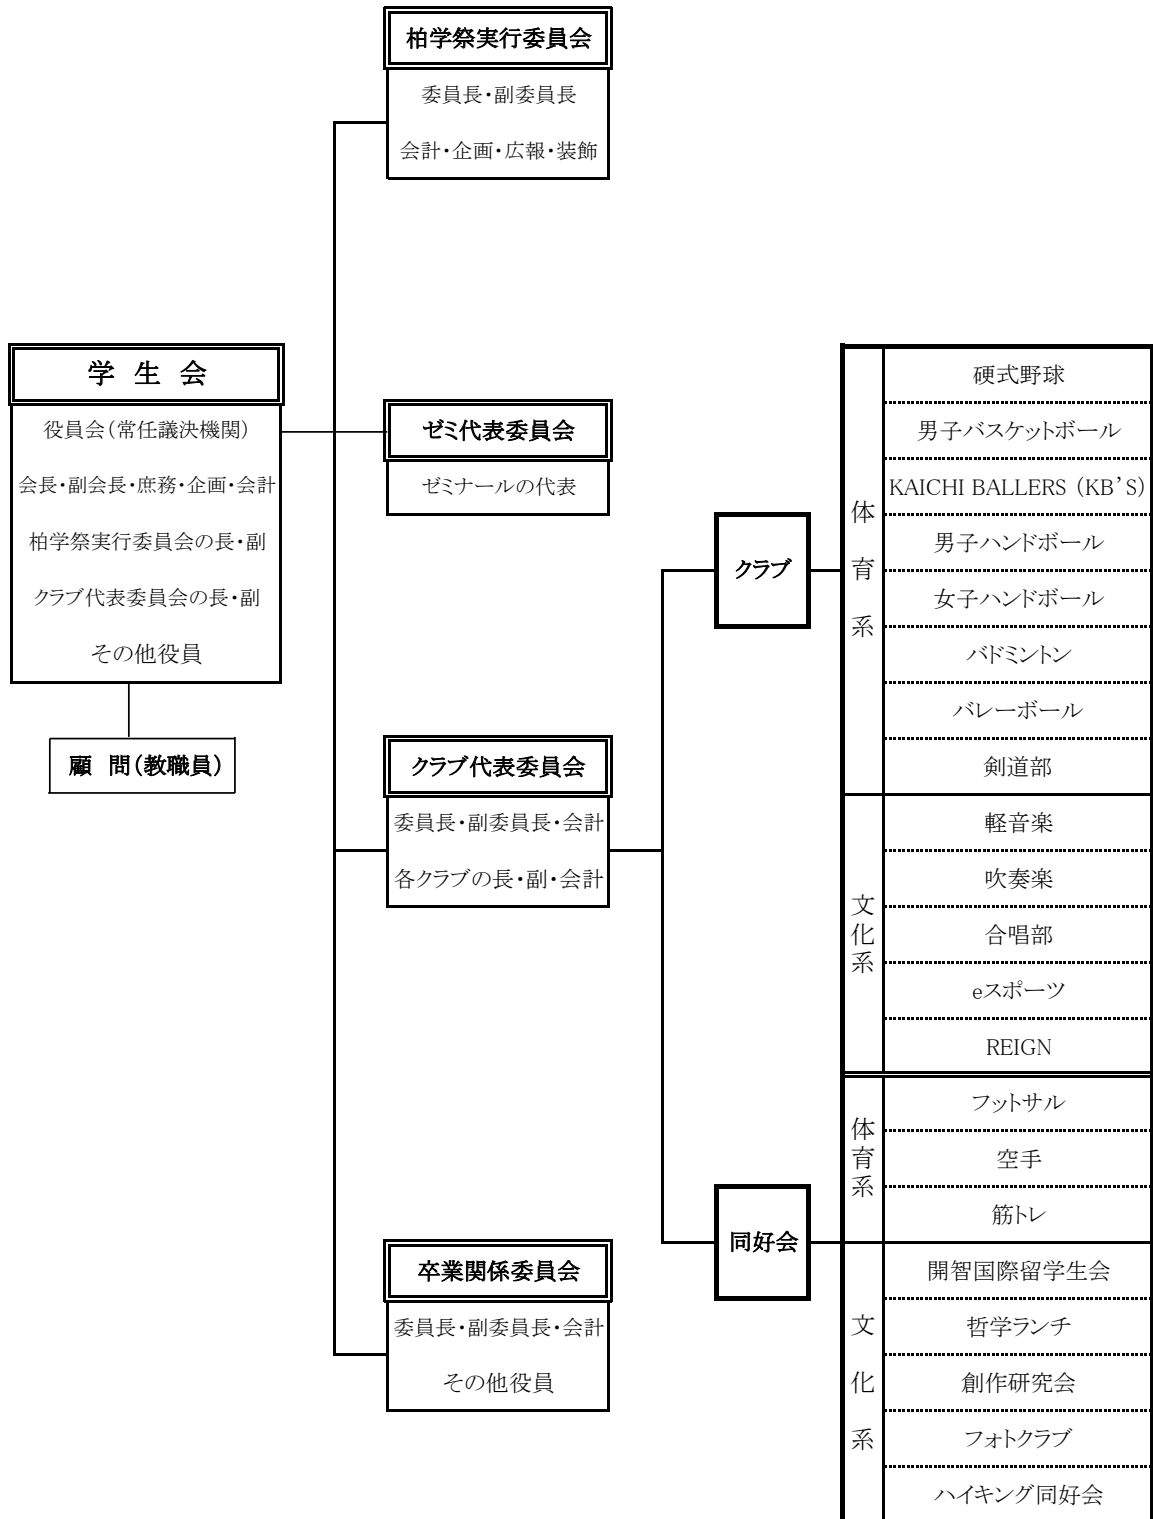 柏学祭実行委員会
委員長・副委員長
会計・企画・広報・装飾
学 生 会
役員会(常任議決機関)
会長・副会長・庶務・企画・会計
柏学祭実行委員会の長・副
クラブ代表委員会の長・副
その他役員
顧 問(教職員)
ゼミ代表委員会
ゼミナールの代表
クラブ代表委員会
委員長・副委員長・会計
各クラブの長・副・会計
卒業関係委員会
委員長・副委員長・会計
その他役員
クラブ
体育系
硬式野球
男子バスケットボール
KAICHI BALLERS (KB’S)
男子ハンドボール
女子ハンドボール
バドミントン
バレーボール
剣道部
文化系
軽音楽
吹奏楽
合唱部
eスポーツ
REIGN
同好会
体育系
フットサル
空手
筋トレ
文化系
開智国際留学生会
哲学ランチ
創作研究会
フォトクラブ
ハイキング同好会